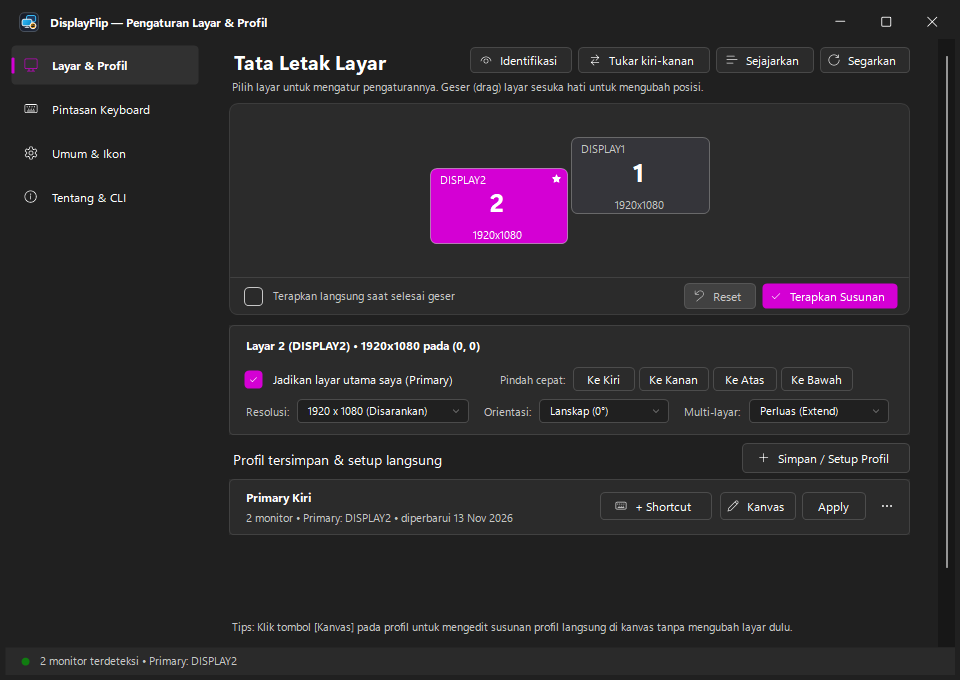 DisplayFlip — Pengaturan Layar & Profil
Layar & Profil
Pintasan Keyboard
Umum & Ikon
Tentang & CLI
Tata Letak Layar
Identifikasi
Tukar kiri-kanan
Sejajarkan
Segarkan
Pilih layar untuk mengatur pengaturannya. Geser (drag) layar sesuka hati untuk mengubah posisi.
DISPLAY1
1
1920x1080
DISPLAY2
2
1920x1080
Terapkan langsung saat selesai geser
Reset
Terapkan Susunan
Layar 2 (DISPLAY2) • 1920x1080 pada (0, 0)
Jadikan layar utama saya (Primary)
Pindah cepat:
Ke Kiri
Ke Kanan
Ke Atas
Ke Bawah
Resolusi:
1920 x 1080 (Disarankan)
Orientasi:
Lanskap (0°)
Multi-layar:
Perluas (Extend)
Profil tersimpan & setup langsung
Simpan / Setup Profil
Primary Kiri
2 monitor • Primary: DISPLAY2 • diperbarui 13 Nov 2026
+ Shortcut
Kanvas
Apply
Tips: Klik tombol [Kanvas] pada profil untuk mengedit susunan profil langsung di kanvas tanpa mengubah layar dulu.
2 monitor terdeteksi • Primary: DISPLAY2